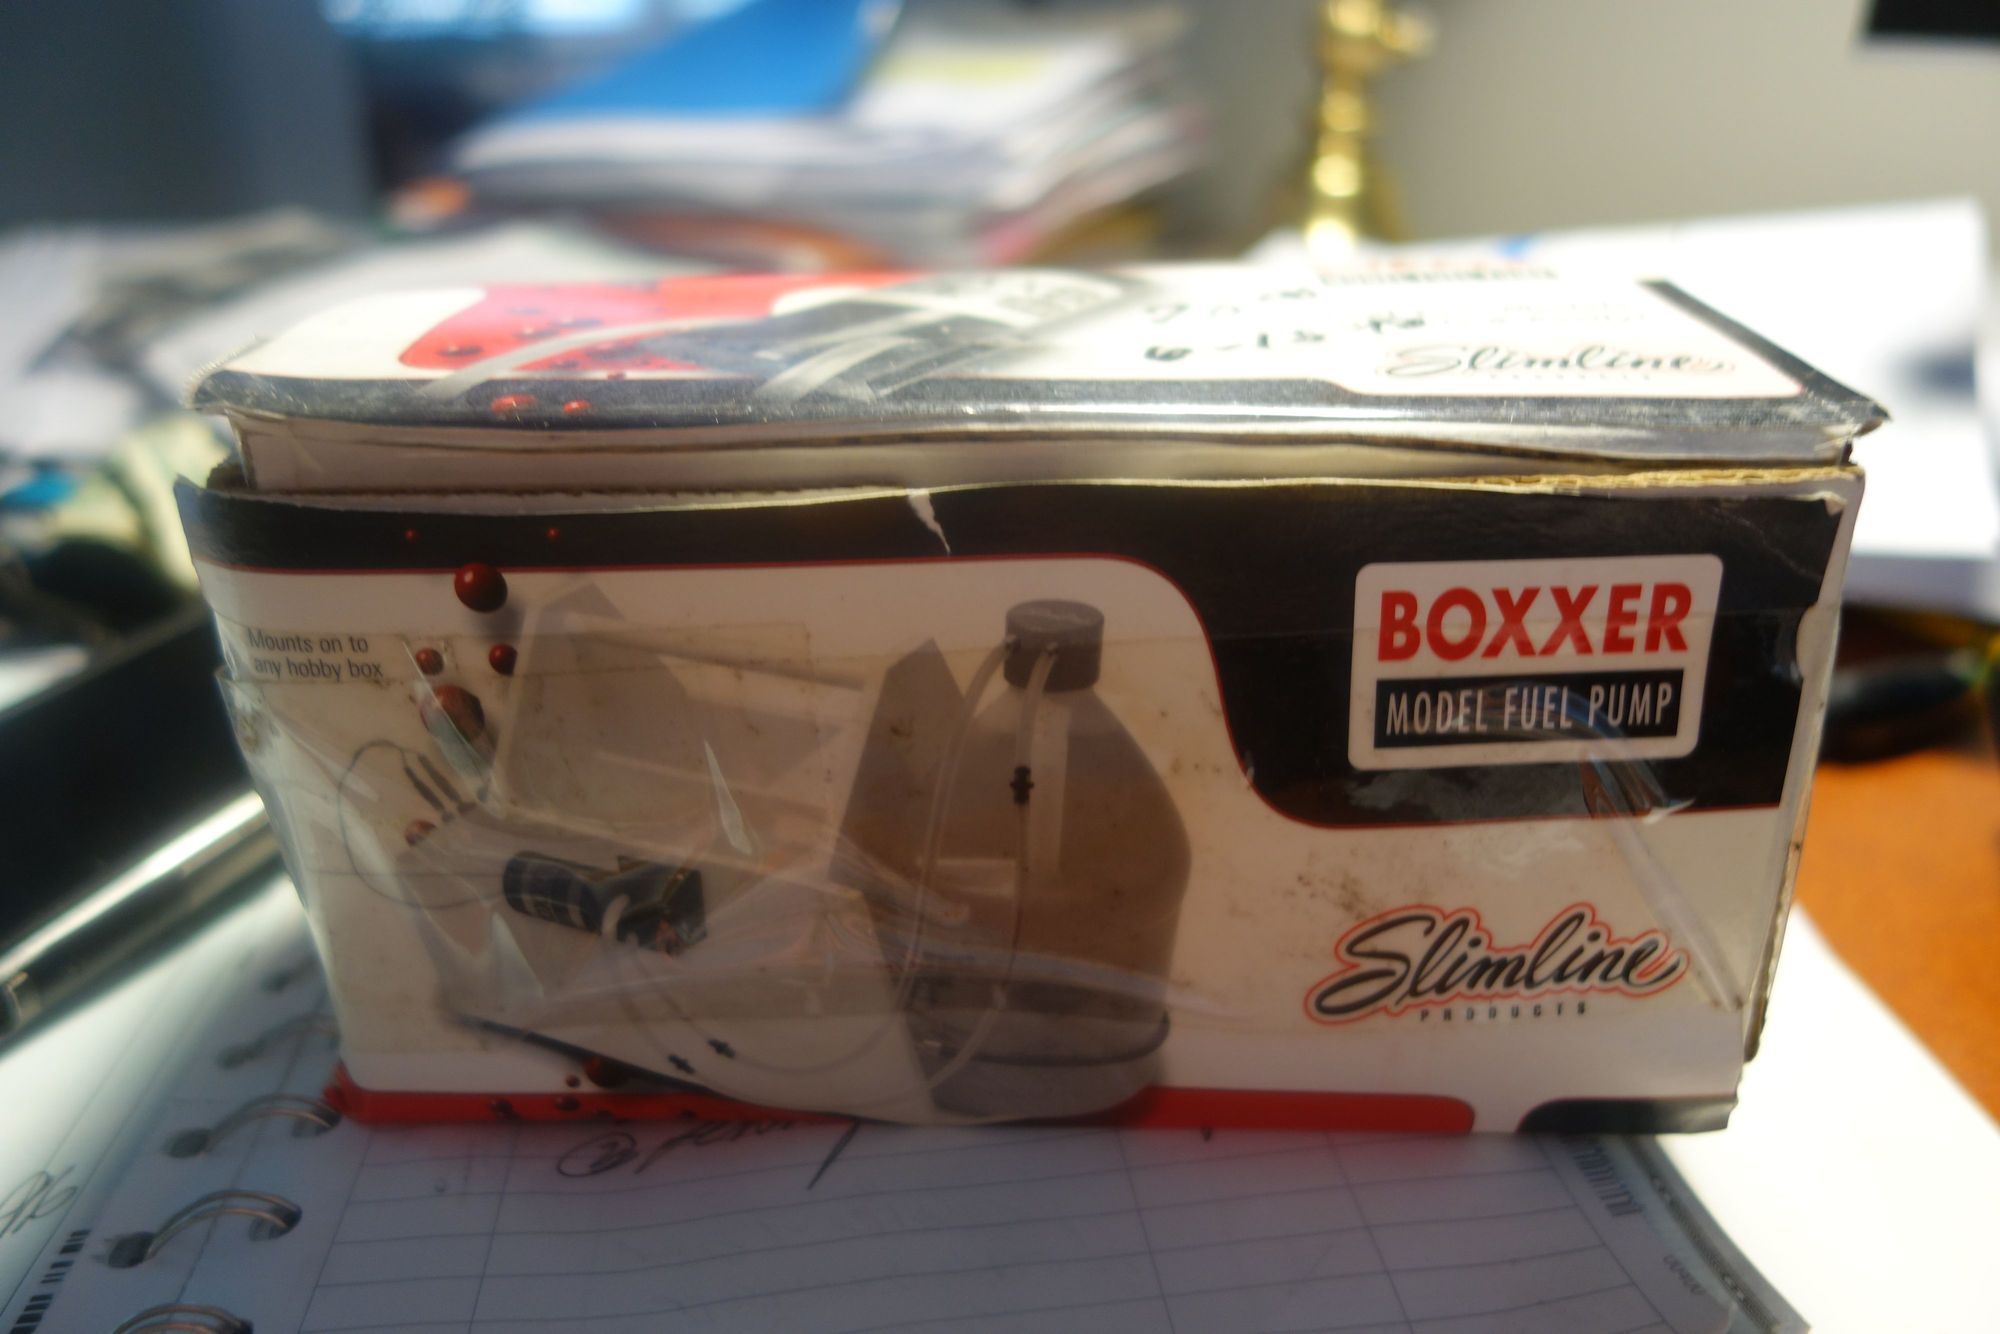 Slimline
Mounts on to
any hobby box
BOXXER
MODEL FUEL PUMP
Slimline
PRODUCTS